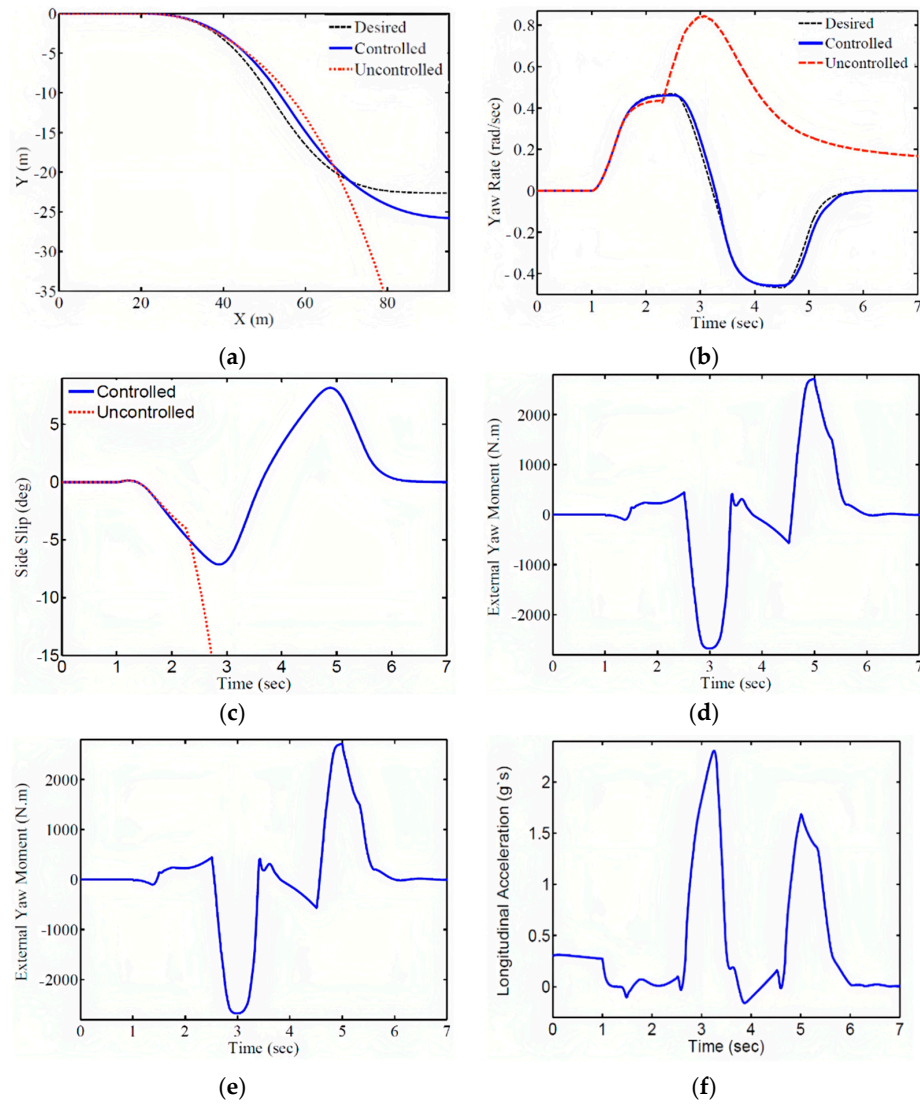 0
-5
-10
-15
-20
-25
-30
-35
Y (m)
Desired
Controlled
Uncontrolled
0 20 40 60 80
X (m)
(a)
0.8
0.6
0.4
0.2
0
-0.2
-0.4
Yaw Rate (rad/sec)
Desired
Controlled
Uncontrolled
0 1 2 3 4 5 6 7
Time (sec)
(b)
Controlled
Uncontrolled
5
0
-5
-10
-15
Side Slip (deg)
0 1 2 3 4 5 6 7
Time (sec)
(c)
2000
1000
0
-1000
-2000
External Yaw Moment (N.m)
0 1 2 3 4 5 6 7
Time (sec)
(d)
2000
1000
0
-1000
-2000
External Yaw Moment (N.m)
0 1 2 3 4 5 6 7
Time (sec)
(e)
2
1.5
1
0.5
0
Longitudinal Acceleration (g`s)
0 1 2 3 4 5 6 7
Time (sec)
(f)